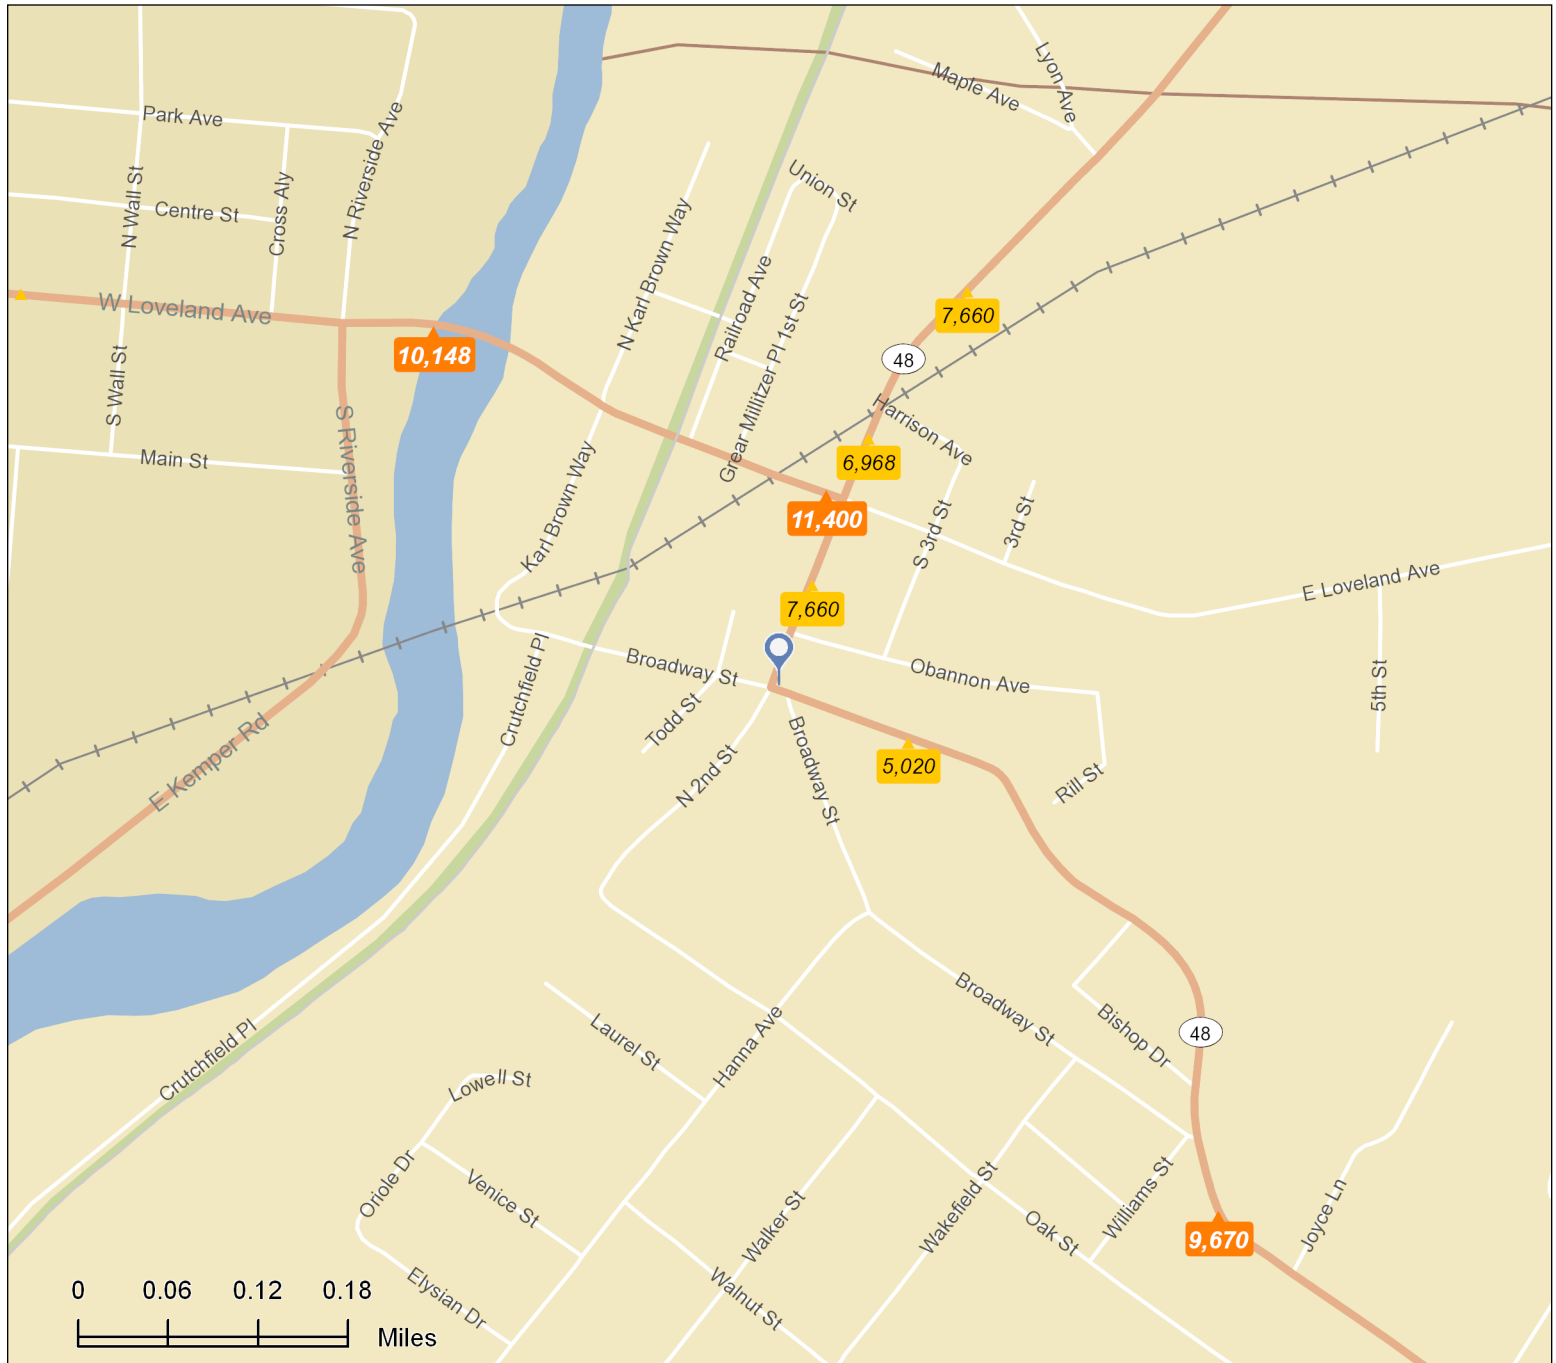 Lyon Ave
Maple Ave
Park Ave
N Riverside Ave
Union St
N Wall St
Cross Aly
Centre St
N Karl Brown Way
Railroad Ave
W Loveland Ave
7,660
Grear Millitzer Pl 1st St
10,148
48
S Wall St
Harrison Ave
S Riverside Ave
Main St
6,968
Karl Brown Way
11,400
3rd St
S 3rd St
E Loveland Ave
7,660
Crutchfield Pl
Broadway St
Obannon Ave
5th St
Todd St
E Kemper Rd
N 2nd St
Broadway St
5,020
Rill St
Broadway St
Bishop Dr
48
Laurel St
Hanna Ave
Crutchfield Pl
Lowell St
Oriole Dr
Venice St
Walker St
Wakefield St
Williams St
Oak St
Joyce Ln
9,670
Elysian Dr
Walnut St
0 0.06 0.12 0.18
Miles